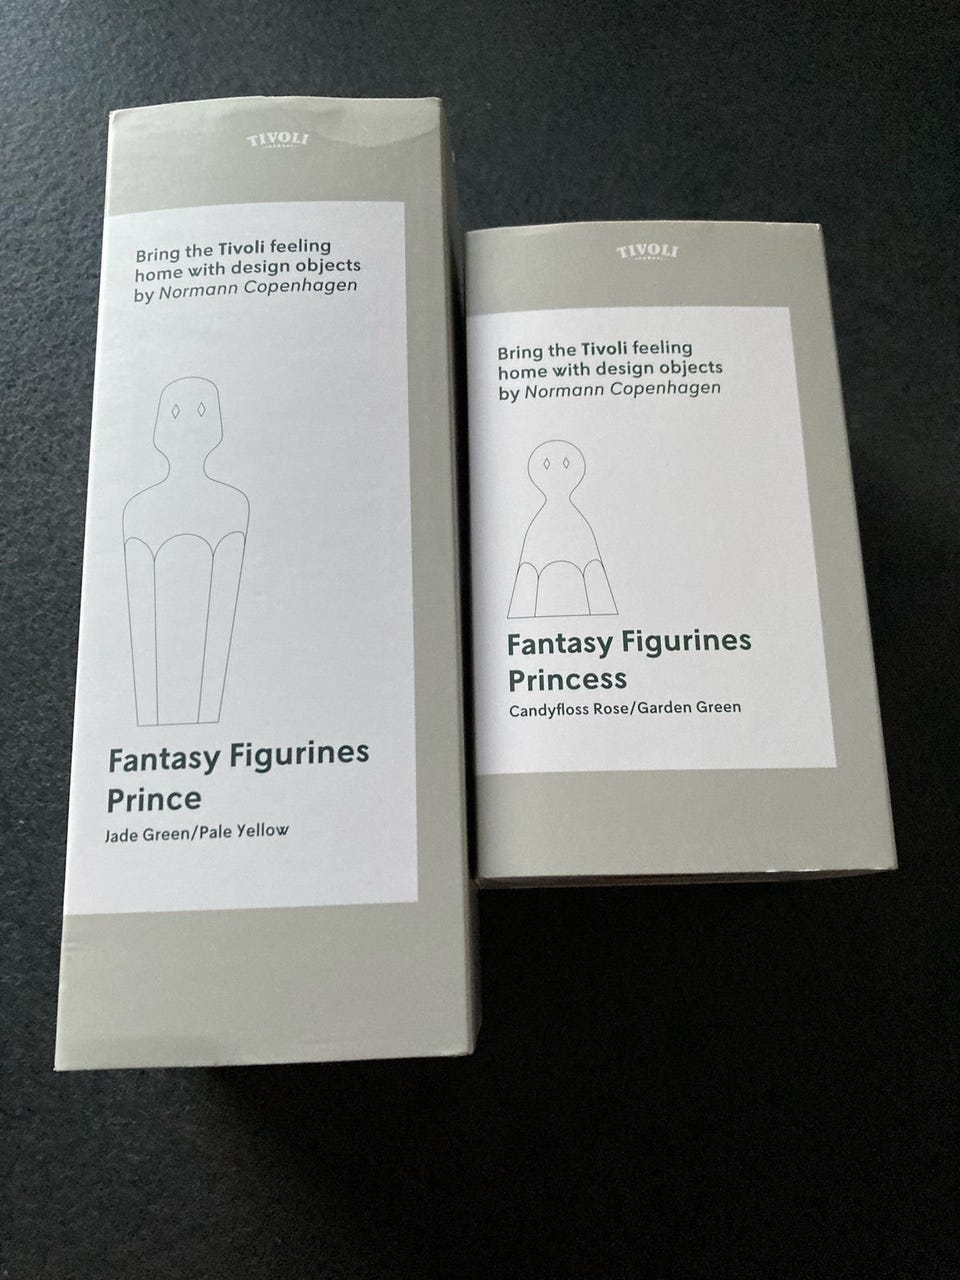 TIVOLI
Bring the Tivoli feeling
home with design objects
by Normann Copenhagen
Fantasy Figurines
Prince
Jade Green/Pale Yellow
TIVOLI
Bring the Tivoli feeling
home with design objects
by Normann Copenhagen
Fantasy Figurines
Princess
Candyfloss Rose/Garden Green